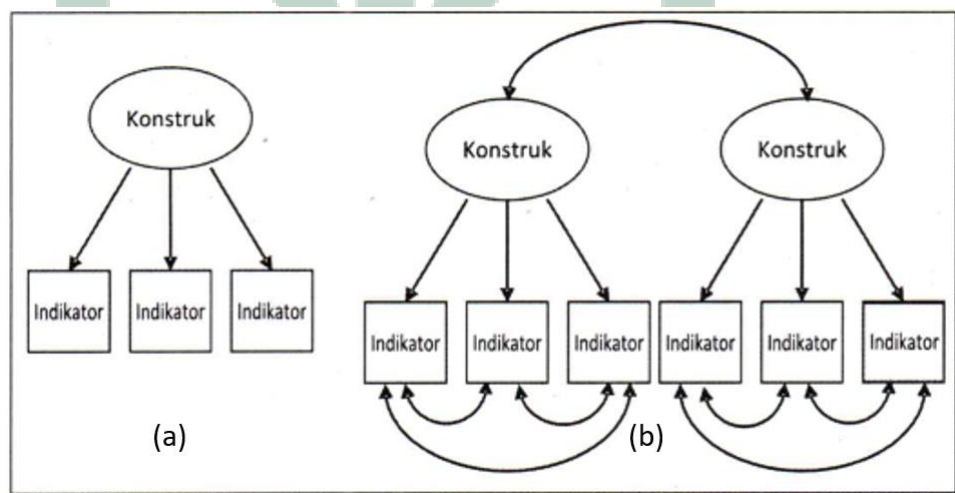 Konstruk
Indikator Indikator Indikator
(a)
Konstruk Konstruk
Indikator Indikator Indikator Indikator Indikator Indikator
(b)